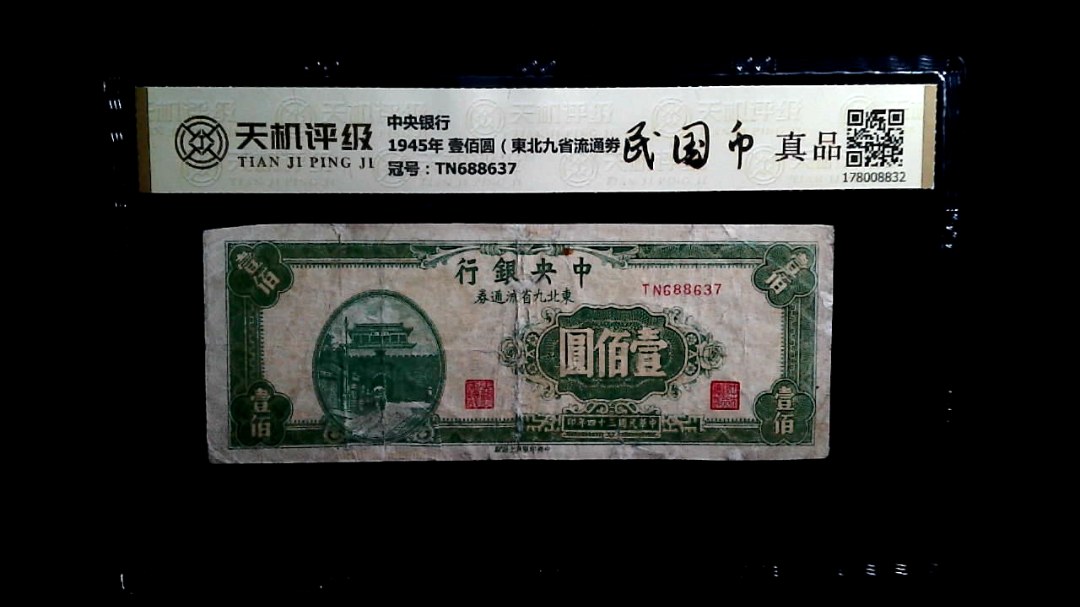 天机评级
TIAN JI PING JI
中央银行
1945年 壹佰圆（東北九省流通券
冠号：TN688637
民国币
真品
178008832
壹佰
行銀央中
壹佰
券通流省九北東
TN688637
圓佰壹
壹佰
印年四十三國民華中
壹佰